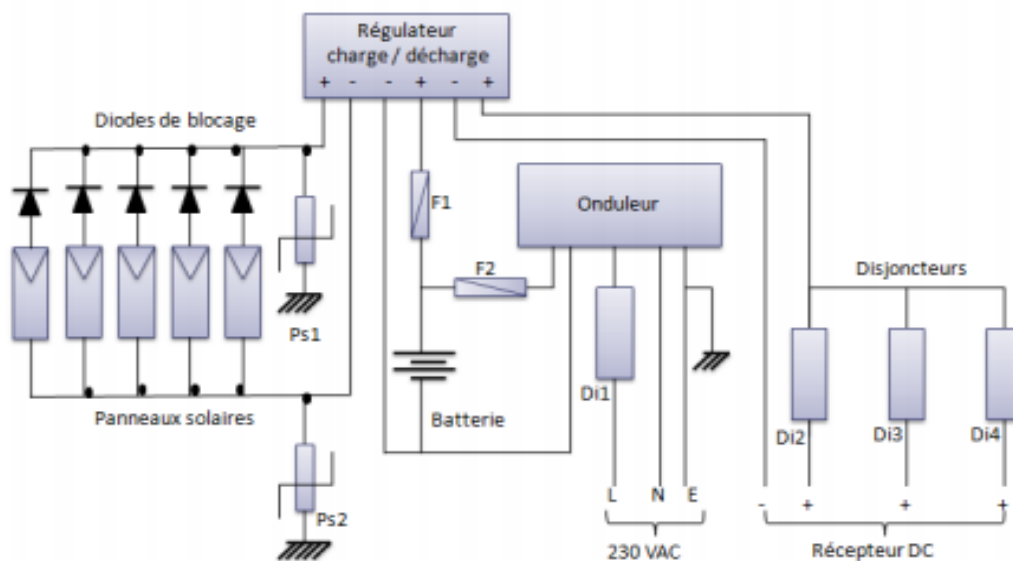 Régulateur
charge / décharge
+ - - + - +
Diodes de blocage
F1
Onduleur
F2
Disjoncteurs
Ps1
Di1
Panneaux solaires
Batterie
Di2
Di3
Di4
Ps2
L N E
- + + +
230 VAC
Récepteur DC